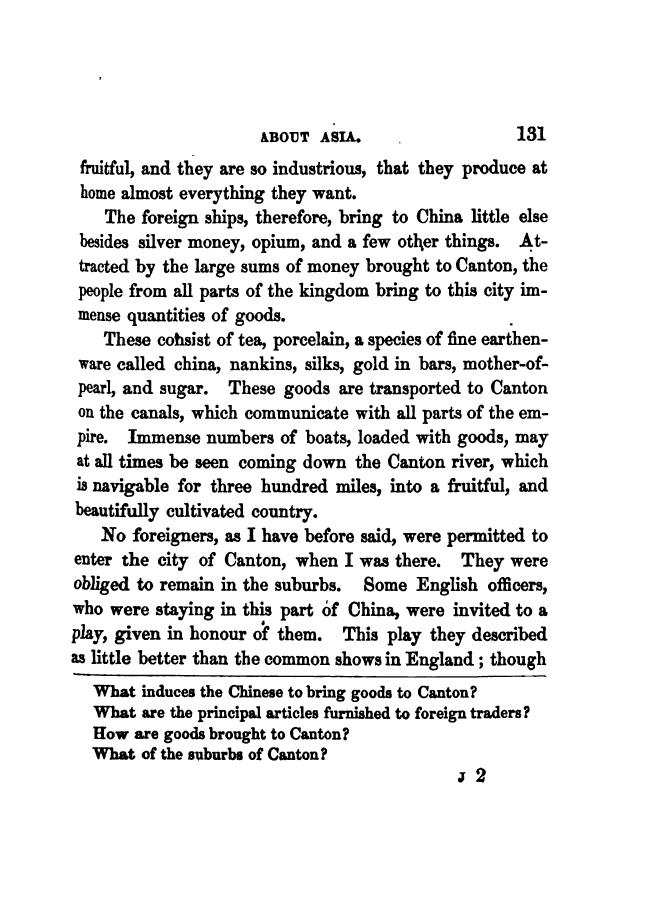 ABOUT ASIA. 131
fruitful, and they are so industrious, that they produce at
home almost everything they want.
The foreign ships, therefore, bring to China little else
besides silver money, opium, and a few other things. At-
tracted by the large sums of money brought to Canton, the
people from all parts of the kingdom bring to this city im-
mense quantities of goods.
These consist of tea, porcelain, a species of fine earthen-
ware called china, nankins, silks, gold in bars, mother-of-
pearl, and sugar. These goods are transported to Canton
on the canals, which communicate with all parts of the em-
pire. Immense numbers of boats, loaded with goods, may
at all times be seen coming down the Canton river, which
is navigable for three hundred miles, into a fruitful, and
beautifully cultivated country.
No foreigners, as I have before said, were permitted to
enter the city of Canton, when I was there. They were
obliged to remain in the suburbs. Some English officers,
who were staying in this part of China, were invited to a
play, given in honour of them. This play they described
as little better than the common shows in England; though
What induces the Chinese to bring goods to Canton?
What are the principal articles furnished to foreign traders?
How are goods brought to Canton?
What of the suburbs of Canton?
J 2